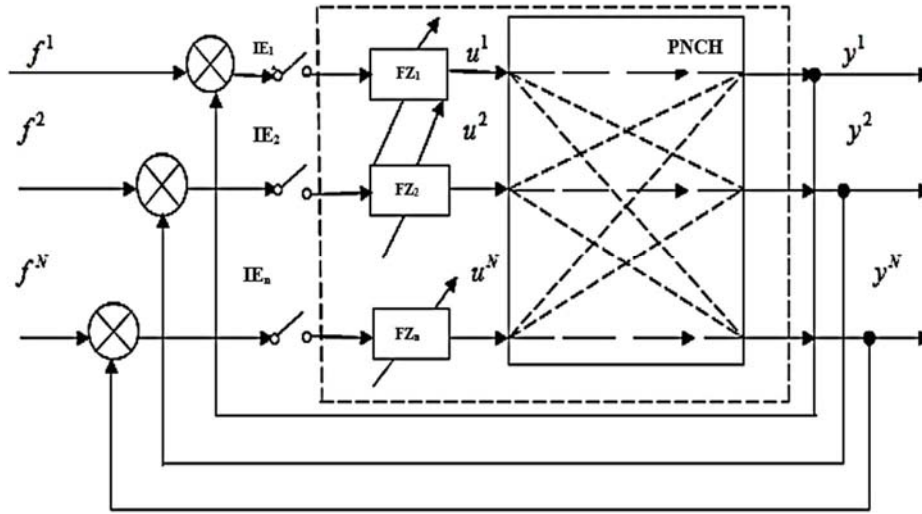 f¹ IE₁ FZ₁ u¹ PNCH y¹
f² IE₂ FZ₂ u² y²
f^N IEₙ FZₙ u^N y^N